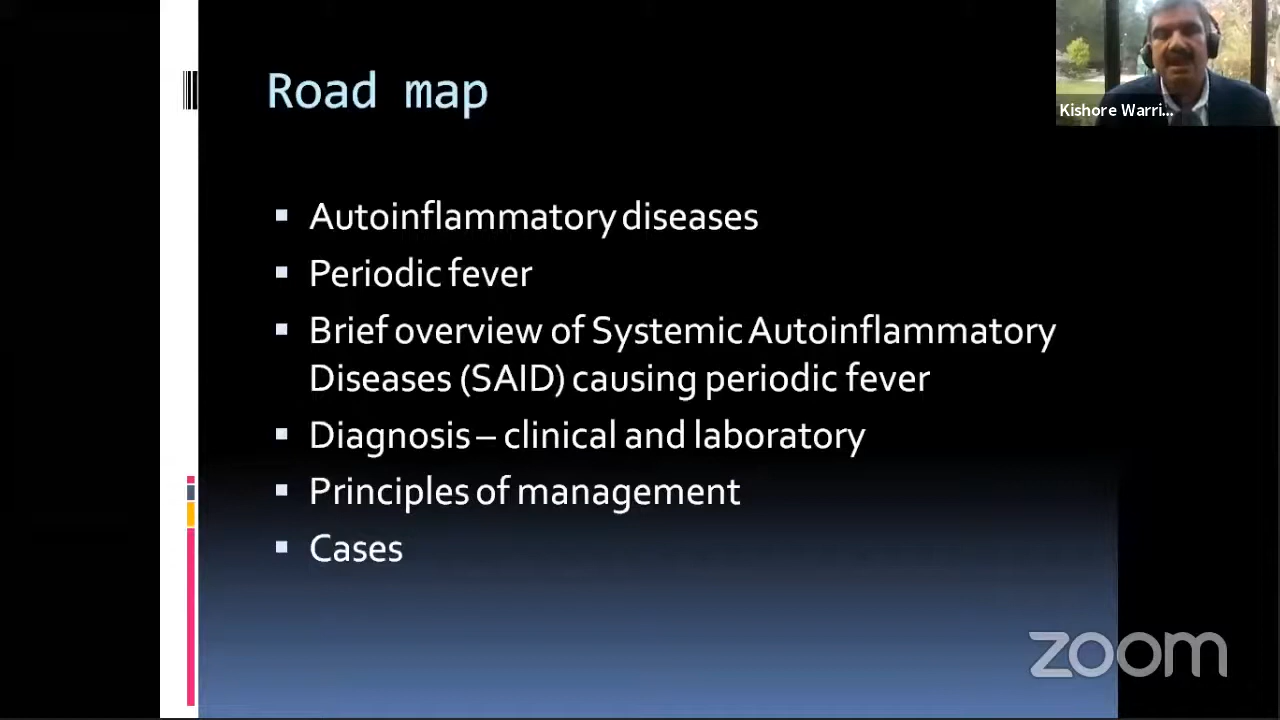 Road map
Kishore Warri...
▪ Autoinflammatory diseases
▪ Periodic fever
▪ Brief overview of Systemic Autoinflammatory
Diseases (SAID) causing periodic fever
▪ Diagnosis – clinical and laboratory
▪ Principles of management
▪ Cases
zoom